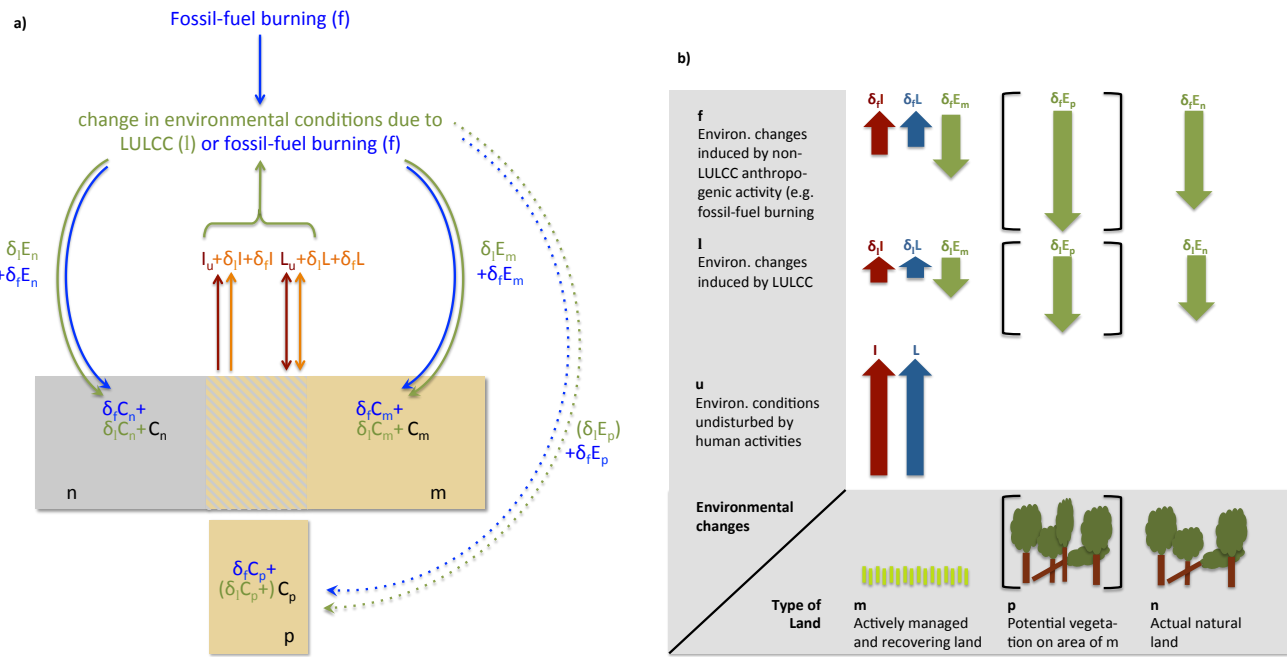 a)
Fossil-fuel burning (f)
change in environmental conditions due to
LULCC (l) or fossil-fuel burning (f)
δlEn
+δfEn
Iu+δlI+δfI Lu+δlL+δfL
δlEm
+δfEm
δfCn+
δlCn+ Cn
n
δfCm+
δlCm+ Cm
m
(δlEp)
+δfEp
δfCp+
(δlCp+) Cp
p
b)
δfI δfL δfEm δfEp δfEn
f
Environ. changes
induced by non-
LULCC anthropo-
genic activity (e.g.
fossil-fuel burning
δlI δlL δlEm δlEp δlEn
l
Environ. changes
induced by LULCC
I L
u
Environ. conditions
undisturbed by
human activities
Environmental
changes
Type of
Land
m
Actively managed
and recovering land
p
Potential vegeta-
tion on area of m
n
Actual natural
land